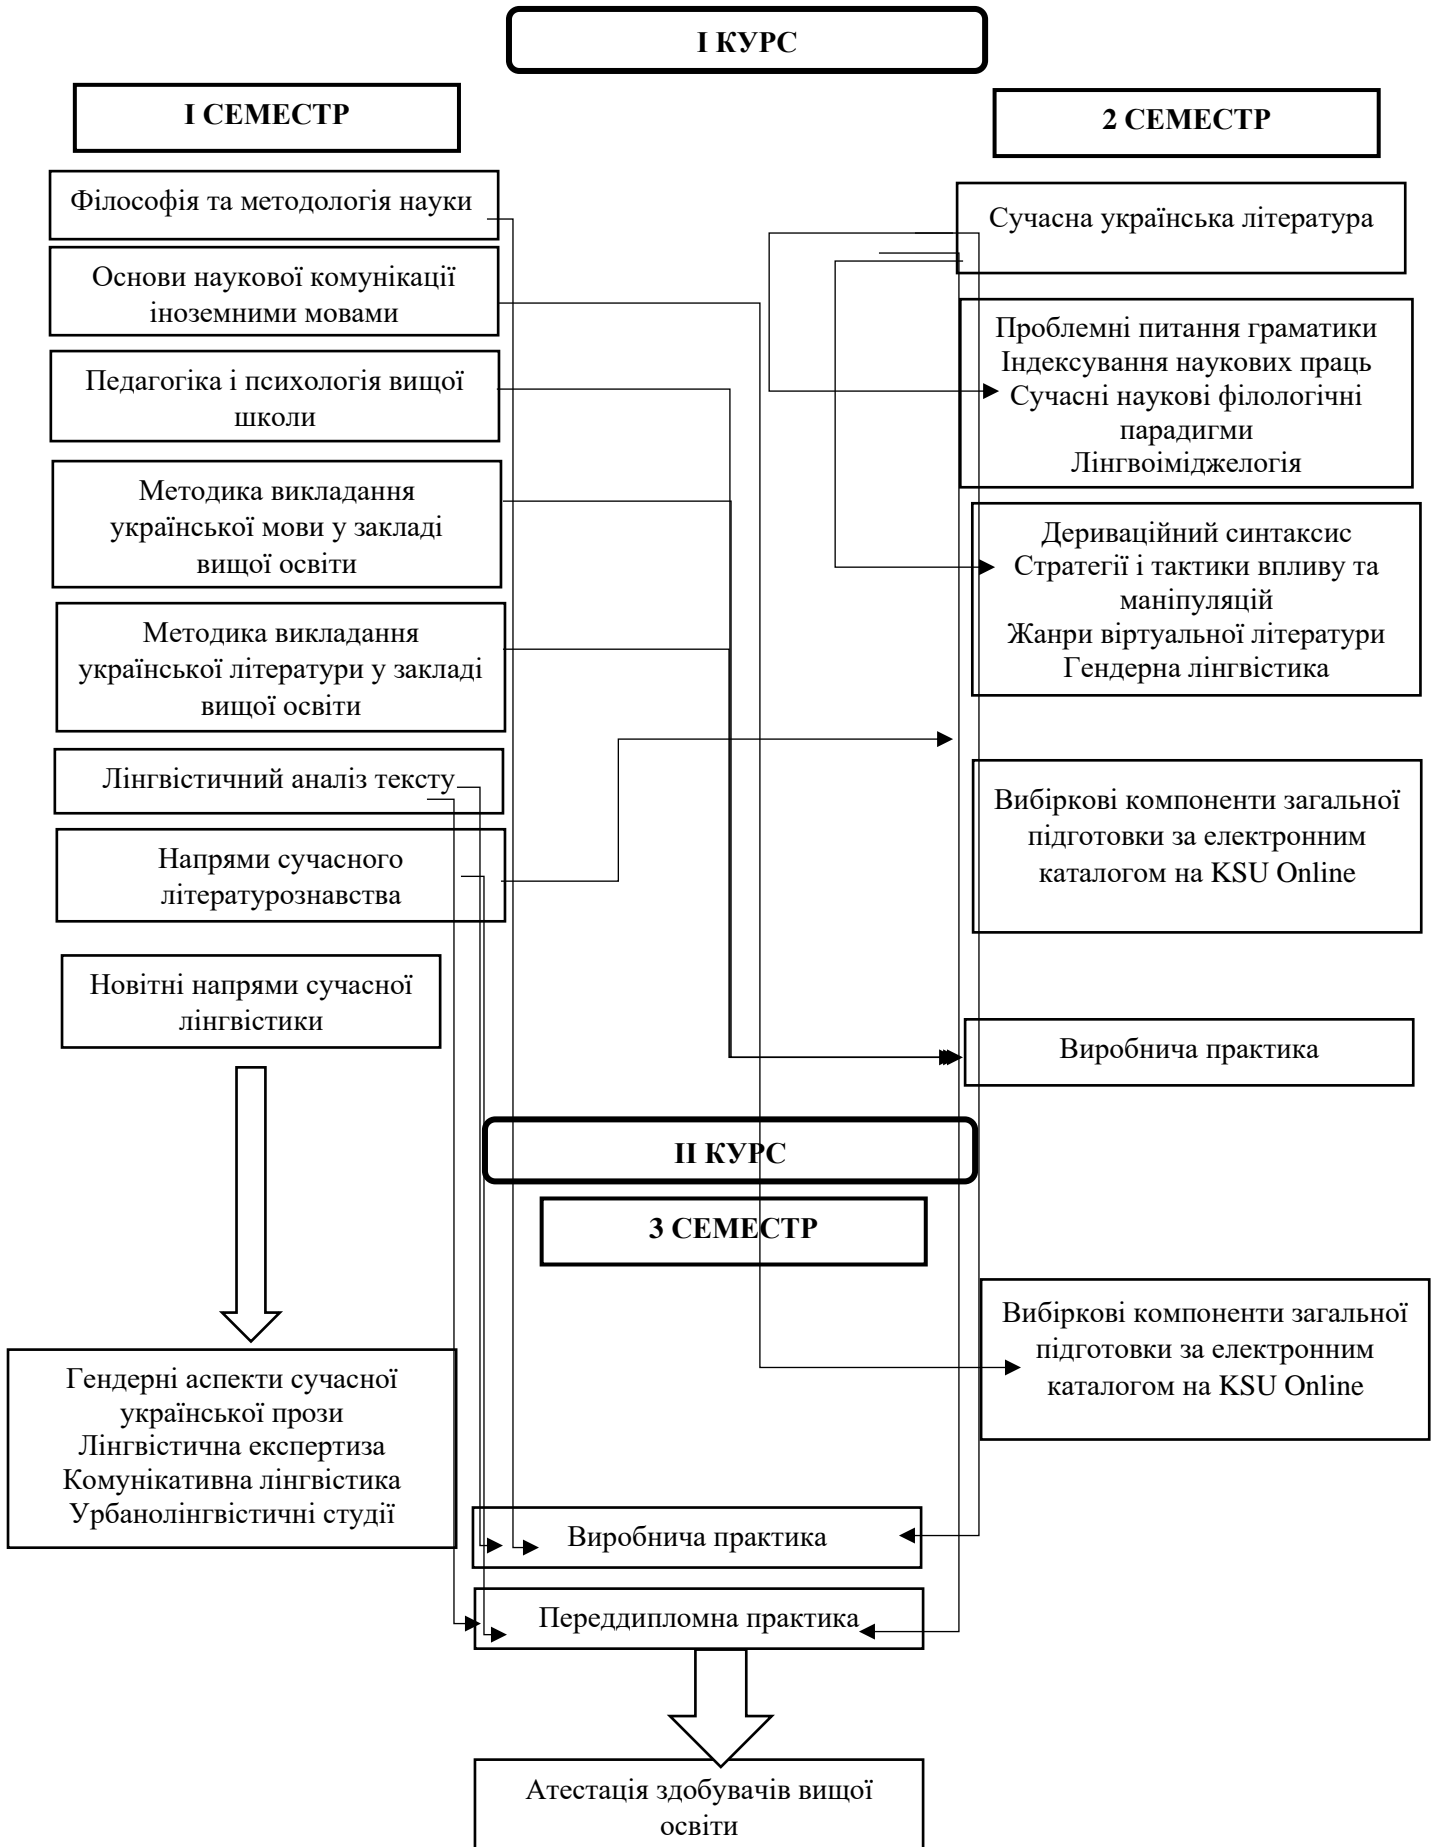 І КУРС
І СЕМЕСТР
Філософія та методологія науки
Основи наукової комунікації
іноземними мовами
Педагогіка і психологія вищої
школи
Методика викладання
української мови у закладі
вищої освіти
Методика викладання
української літератури у закладі
вищої освіти
Лінгвістичний аналіз тексту
Напрями сучасного
літературознавства
Новітні напрями сучасної
лінгвістики
2 СЕМЕСТР
Сучасна українська література
Проблемні питання граматики
Індексування наукових праць
Сучасні наукові філологічні
парадигми
Лінгвоіміджелогія
Дериваційний синтаксис
Стратегії і тактики впливу та
маніпуляцій
Жанри віртуальної літератури
Гендерна лінгвістика
Вибіркові компоненти загальної
підготовки за електронним
каталогом на KSU Online
Виробнича практика
ІІ КУРС
3 СЕМЕСТР
Гендерні аспекти сучасної
української прози
Лінгвістична експертиза
Комунікативна лінгвістика
Урбанолінгвістичні студії
Вибіркові компоненти загальної
підготовки за електронним
каталогом на KSU Online
Виробнича практика
Переддипломна практика
Атестація здобувачів вищої
освіти